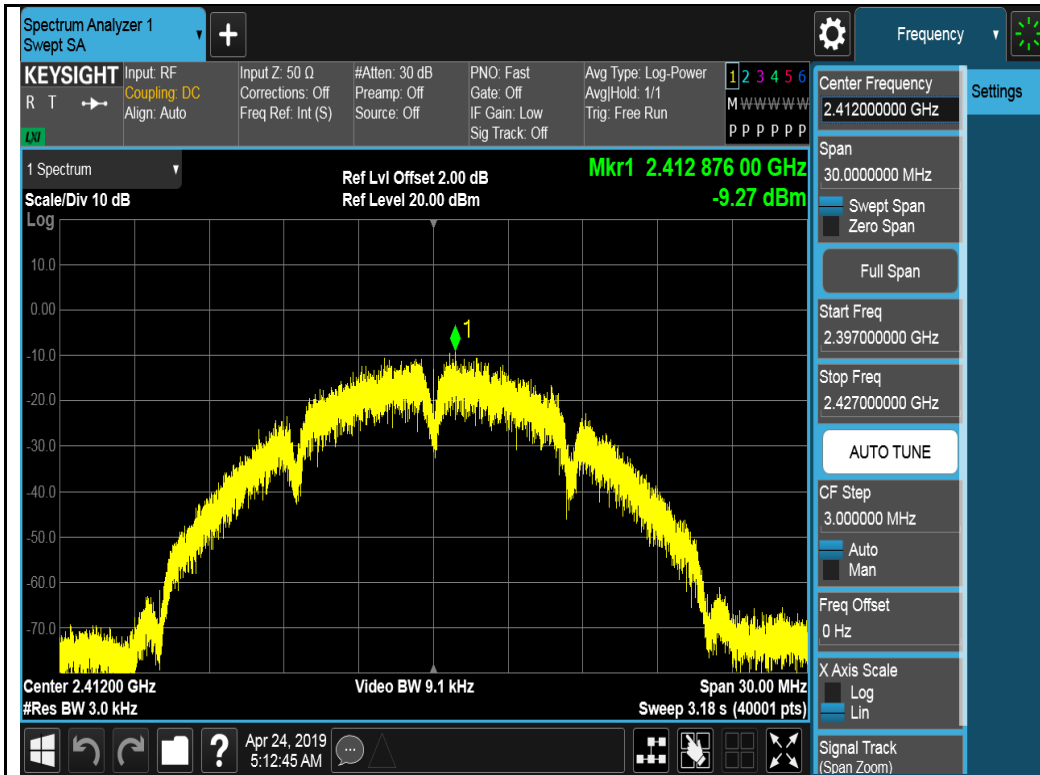 Spectrum Analyzer 1
Swept SA
+
Frequency
KEYSIGHT
R T
LXI
Input: RF
Coupling: DC
Align: Auto
Input Z: 50 Ω
Corrections: Off
Freq Ref: Int (S)
#Atten: 30 dB
Preamp: Off
Source: Off
PNO: Fast
Gate: Off
IF Gain: Low
Sig Track: Off
Avg Type: Log-Power
Avg|Hold: 1/1
Trig: Free Run
1 2 3 4 5 6
M W W W W W
P P P P P P
1 Spectrum
Scale/Div 10 dB
Log
Ref Lvl Offset 2.00 dB
Ref Level 20.00 dBm
Mkr1 2.412 876 00 GHz
-9.27 dBm
10.0
0.00
-10.0
-20.0
-30.0
-40.0
-50.0
-60.0
-70.0
1
Center 2.41200 GHz
#Res BW 3.0 kHz
Video BW 9.1 kHz
Span 30.00 MHz
Sweep 3.18 s (40001 pts)
?
Apr 24, 2019
5:12:45 AM
Center Frequency
2.412000000 GHz
Span
30.0000000 MHz
Swept Span
Zero Span
Full Span
Start Freq
2.397000000 GHz
Stop Freq
2.427000000 GHz
AUTO TUNE
CF Step
3.000000 MHz
Auto
Man
Freq Offset
0 Hz
X Axis Scale
Log
Lin
Signal Track
(Span Zoom)
Settings